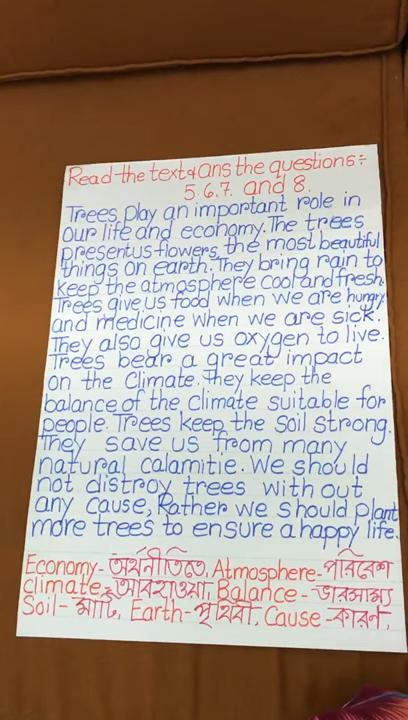 Read the text & ans the questions÷
5. 6. 7. and 8.
Trees play an important role in
our life and economy. The trees
present us flowers, the most beautiful
things on earth. They bring rain to
keep the atmosphere cool and fresh.
Trees give us food when we are hungry
and medicine when we are sick.
They also give us oxygen to live.
Trees bear a great impact
on the climate. They keep the
balance of the climate suitable for
people. Trees keep the soil strong.
They save us from many
natural calamitie. We should
not distroy trees with out
any cause, Rather we should plant
more trees to ensure a happy life.
Economy - অর্থনীতিতে, Atmosphere - পরিবেশ
climate - আবহাওয়া, Balance - ভারসাম্য
Soil - মাটি, Earth - পৃথিবী, Cause - কারণ,